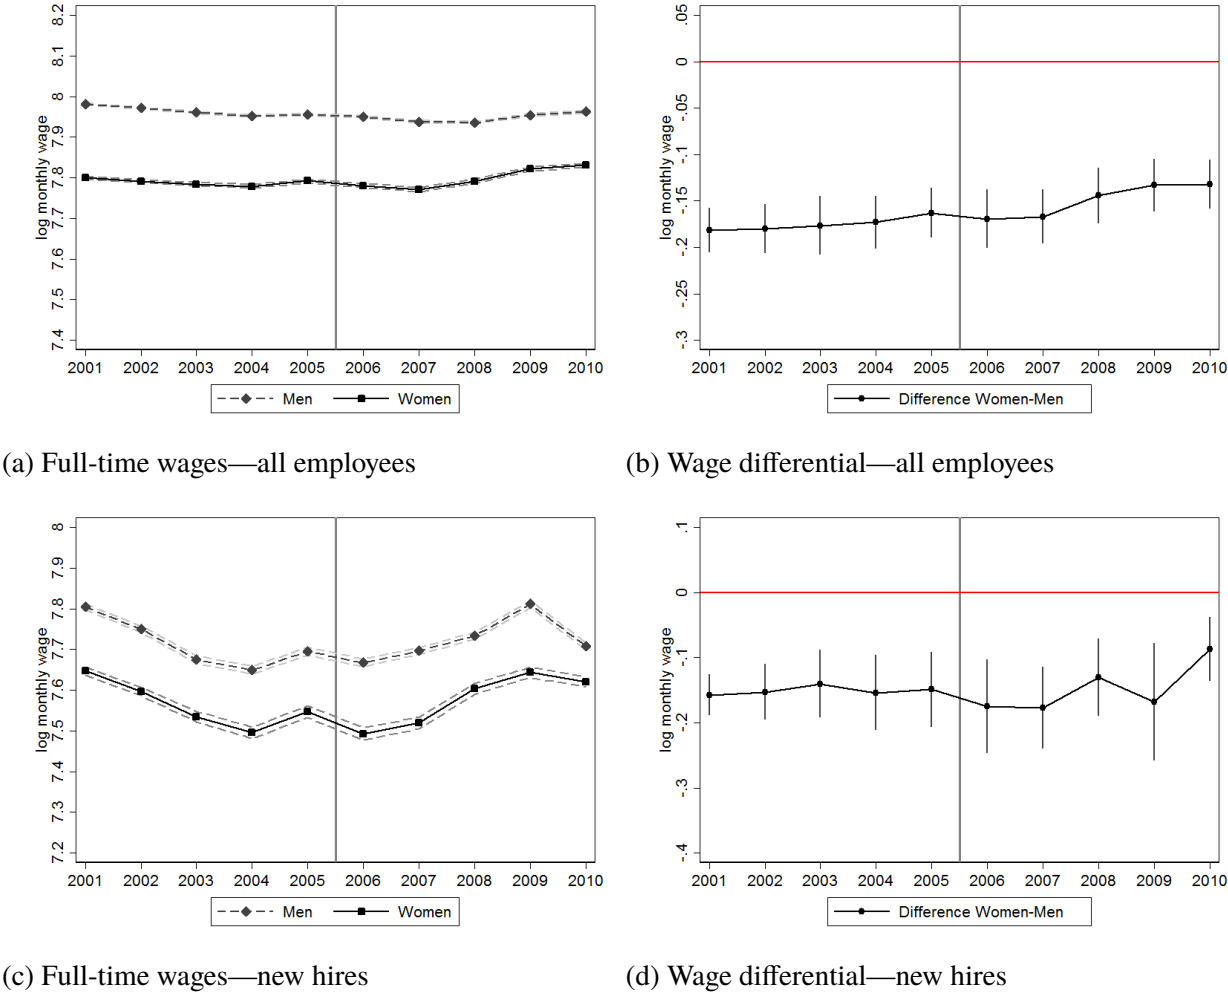 log monthly wage
8.2
8.1
8
7.9
7.8
7.7
7.6
7.5
7.4
2001 2002 2003 2004 2005 2006 2007 2008 2009 2010
Men Women
log monthly wage
.05
0
-.05
-.1
-.15
-.2
-.25
-.3
2001 2002 2003 2004 2005 2006 2007 2008 2009 2010
Difference Women-Men
(a) Full-time wages—all employees
(b) Wage differential—all employees
log monthly wage
8
7.9
7.8
7.7
7.6
7.5
7.4
7.3
7.2
2001 2002 2003 2004 2005 2006 2007 2008 2009 2010
Men Women
log monthly wage
.1
0
-.1
-.2
-.3
-.4
2001 2002 2003 2004 2005 2006 2007 2008 2009 2010
Difference Women-Men
(c) Full-time wages—new hires
(d) Wage differential—new hires